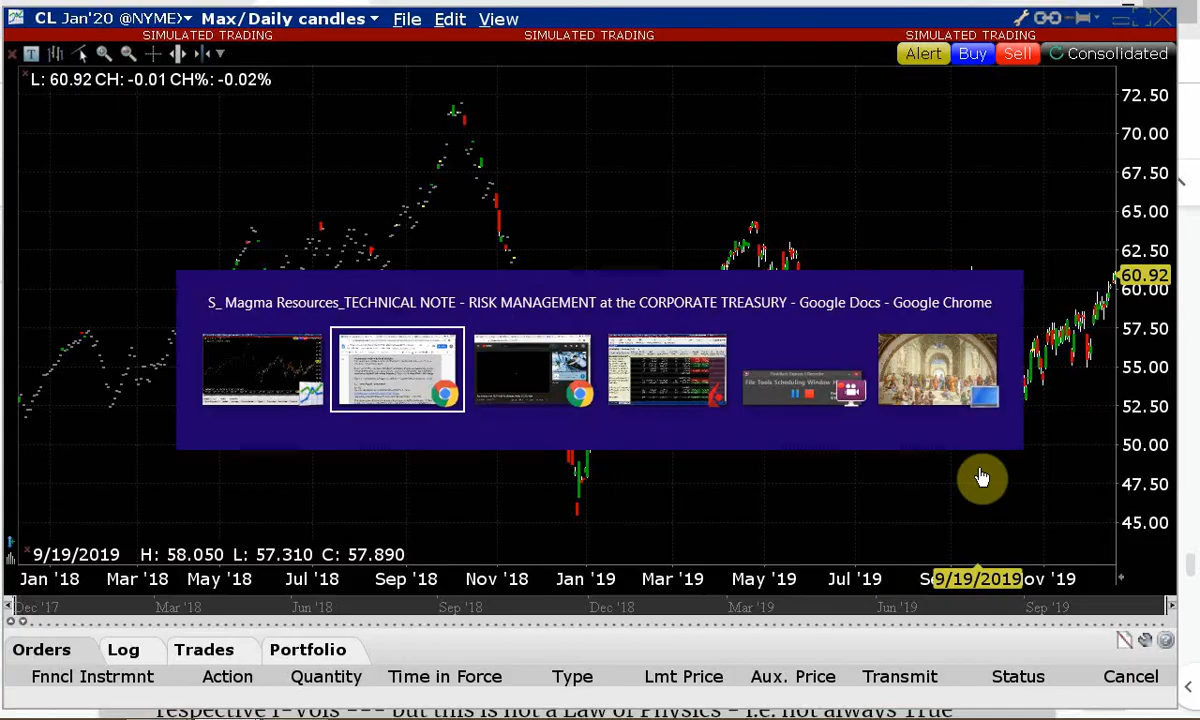 CL Jan'20 @NYME Max/Daily candles File Edit View
SIMULATED TRADING SIMULATED TRADING SIMULATED TRADING
T Alert Buy Sell Consolidated
L: 60.92 CH: -0.01 CH%: -0.02%
72.50
70.00
67.50
65.00
62.50
60.92
60.00
57.50
55.00
52.50
50.00
47.50
45.00
S_ Magma Resources_TECHNICAL NOTE - RISK MANAGEMENT at the CORPORATE TREASURY - Google Docs - Google Chrome
File Tools Scheduling Window
9/19/2019 H: 58.050 L: 57.310 C: 57.890
Jan '18 Mar '18 May '18 Jul '18 Sep '18 Nov '18 Jan '19 Mar '19 May '19 Jul '19 Se 9/19/2019 ov '19
Dec '17 Mar '18 Jun '18 Sep '18 Dec '18 Mar '19 Jun '19 Sep '19
Orders Log Trades Portfolio
Fnncl Instrmnt Action Quantity Time in Force Type Lmt Price Aux. Price Transmit Status Cancel
respective I-Vols --- but this is not a Law of Physics - i.e. not always True